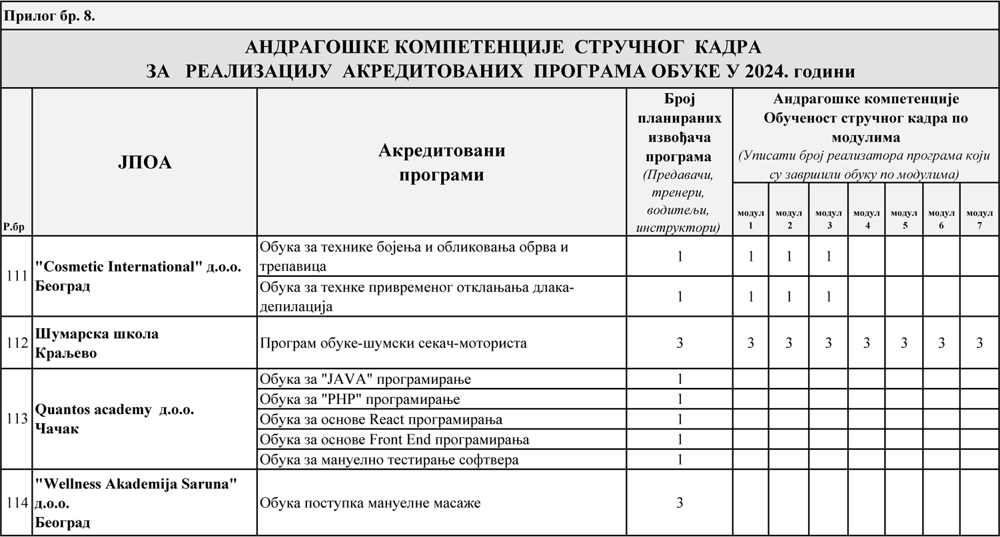 Прилог бр. 8.
АНДРАГОШКЕ КОМПЕТЕНЦИЈЕ СТРУЧНОГ КАДРА
ЗА РЕАЛИЗАЦИЈУ АКРЕДИТОВАНИХ ПРОГРАМА ОБУКЕ У 2024. години
Р.бр
ЈПОА
Акредитовани
програми
Број
планираних
извођача
програма
(Предавачи,
тренери,
водитељи,
инструктори)
Андрагошке компетенције
Обученост стручног кадра по
модулима
(Уписати број реализатора програма који
су завршили обуку по модулима)
модул
1
модул
2
модул
3
модул
4
модул
5
модул
6
модул
7
111
"Cosmetic International" д.о.о.
Београд
Обука за технике бојења и обликовања обрва и
трепавица
1 1 1 1
Обука за технке привременог отклањања длака-
депилација
1 1 1 1
112
Шумарска школа
Краљево
Програм обуке-шумски секач-моториста
3 3 3 3 3 3 3 3
113
Quantos academy д.о.о.
Чачак
Обука за "JAVA" програмирање
1
Обука за "PHP" програмирање
1
Обука за основе React програмирања
1
Обука за основе Front End програмирања
1
Обука за мануелно тестирање софтвера
1
114
"Wellness Akademija Saruna"
д.о.о.
Београд
Обука поступка мануелне масаже
3